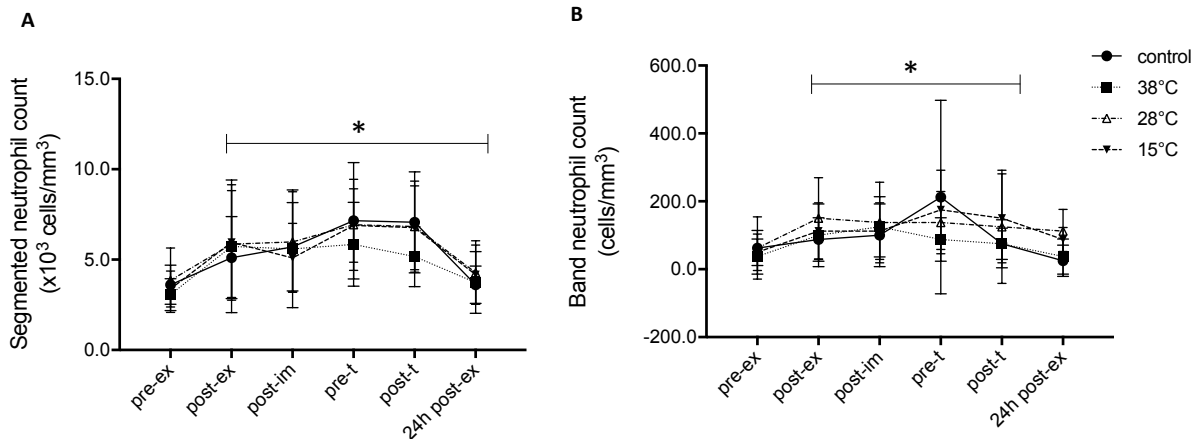 A
Segmented neutrophil count
(x10³ cells/mm³)
15.0
10.0
5.0
0.0
*
pre-ex
post-ex
post-im
pre-t
post-t
24h post-ex
B
Band neutrophil count
(cells/mm³)
600.0
400.0
200.0
0.0
-200.0
*
pre-ex
post-ex
post-im
pre-t
post-t
24h post-ex
control
38°C
28°C
15°C